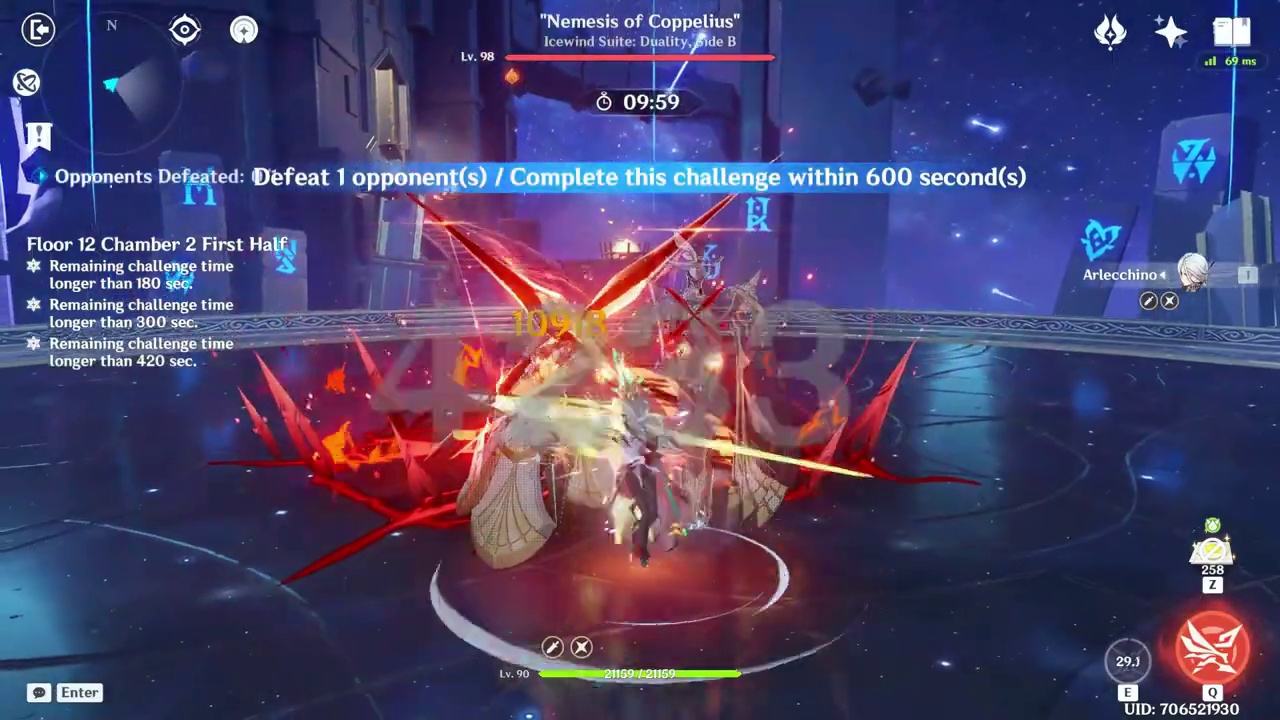 N
"Nemesis of Coppelius"
Icewind Suite: Duality, Side B
Lv. 98
69 ms
09:59
Opponents Defeated:
Defeat 1 opponent(s) / Complete this challenge within 600 second(s)
Floor 12 Chamber 2 First Half
Remaining challenge time
longer than 180 sec.
Remaining challenge time
longer than 300 sec.
Remaining challenge time
longer than 420 sec.
Arlecchino
1
10918
258
Z
29.1
E
Q
Lv. 90
21159 / 21159
Enter
UID: 706521930